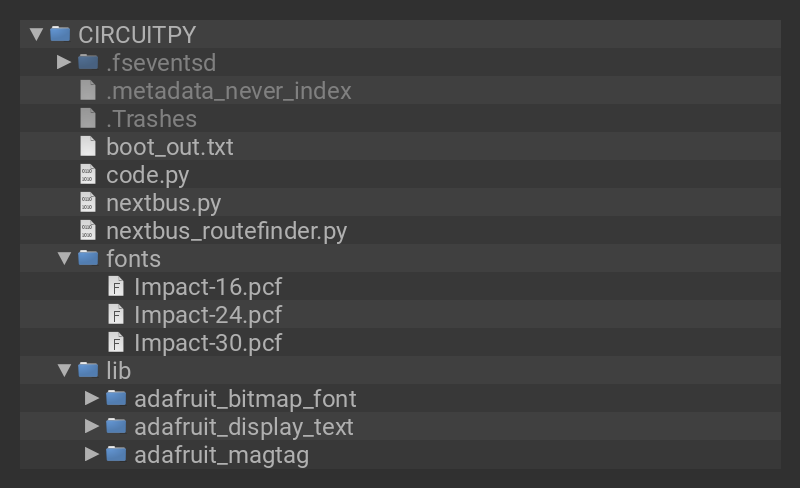 CIRCUITPY
.fseventsd
.metadata_never_index
.Trashes
boot_out.txt
code.py
nextbus.py
nextbus_routefinder.py
fonts
Impact-16.pcf
Impact-24.pcf
Impact-30.pcf
lib
adafruit_bitmap_font
adafruit_display_text
adafruit_magtag